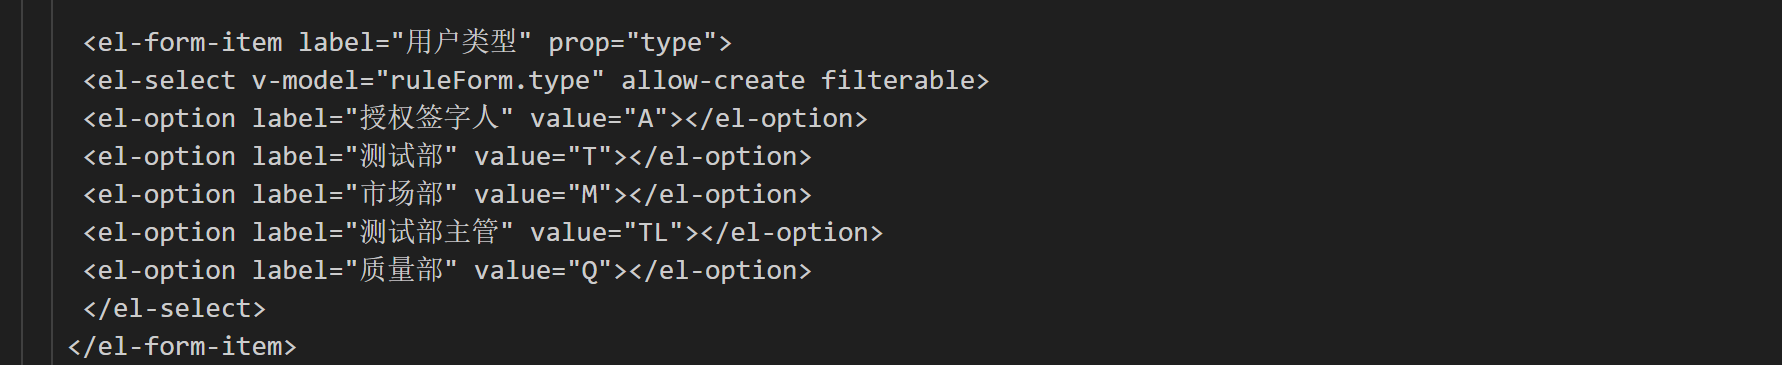 <el-form-item label="用户类型" prop="type">
<el-select v-model="ruleForm.type" allow-create filterable>
<el-option label="授权签字人" value="A"></el-option>
<el-option label="测试部" value="T"></el-option>
<el-option label="市场部" value="M"></el-option>
<el-option label="测试部主管" value="TL"></el-option>
<el-option label="质量部" value="Q"></el-option>
</el-select>
</el-form-item>